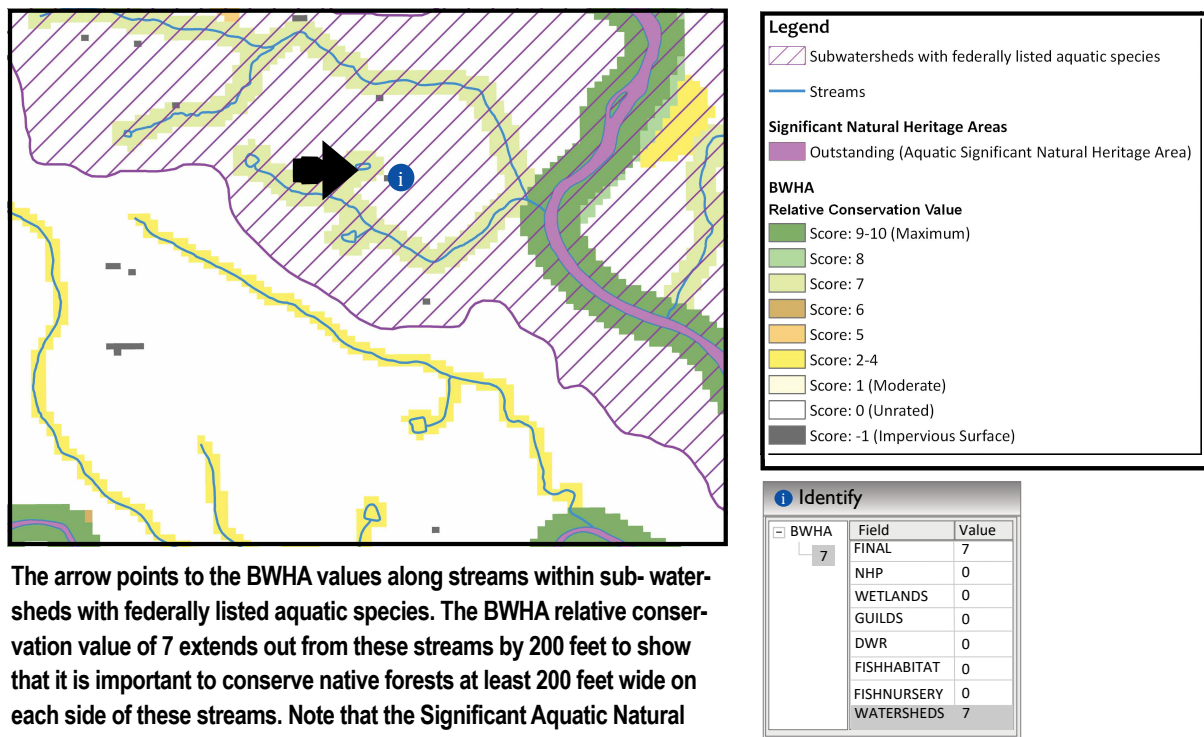 Legend
Subwatersheds with federally listed aquatic species
Streams
Significant Natural Heritage Areas
Outstanding (Aquatic Significant Natural Heritage Area)
BWHA
Relative Conservation Value
Score: 9-10 (Maximum)
Score: 8
Score: 7
Score: 6
Score: 5
Score: 2-4
Score: 1 (Moderate)
Score: 0 (Unrated)
Score: -1 (Impervious Surface)
i
i Identify
BWHA
7
Field Value
FINAL 7
NHP 0
WETLANDS 0
GUILDS 0
DWR 0
FISHHABITAT 0
FISHNURSERY 0
WATERSHEDS 7
The arrow points to the BWHA values along streams within sub- water-
sheds with federally listed aquatic species. The BWHA relative conser-
vation value of 7 extends out from these streams by 200 feet to show
that it is important to conserve native forests at least 200 feet wide on
each side of these streams. Note that the Significant Aquatic Natural